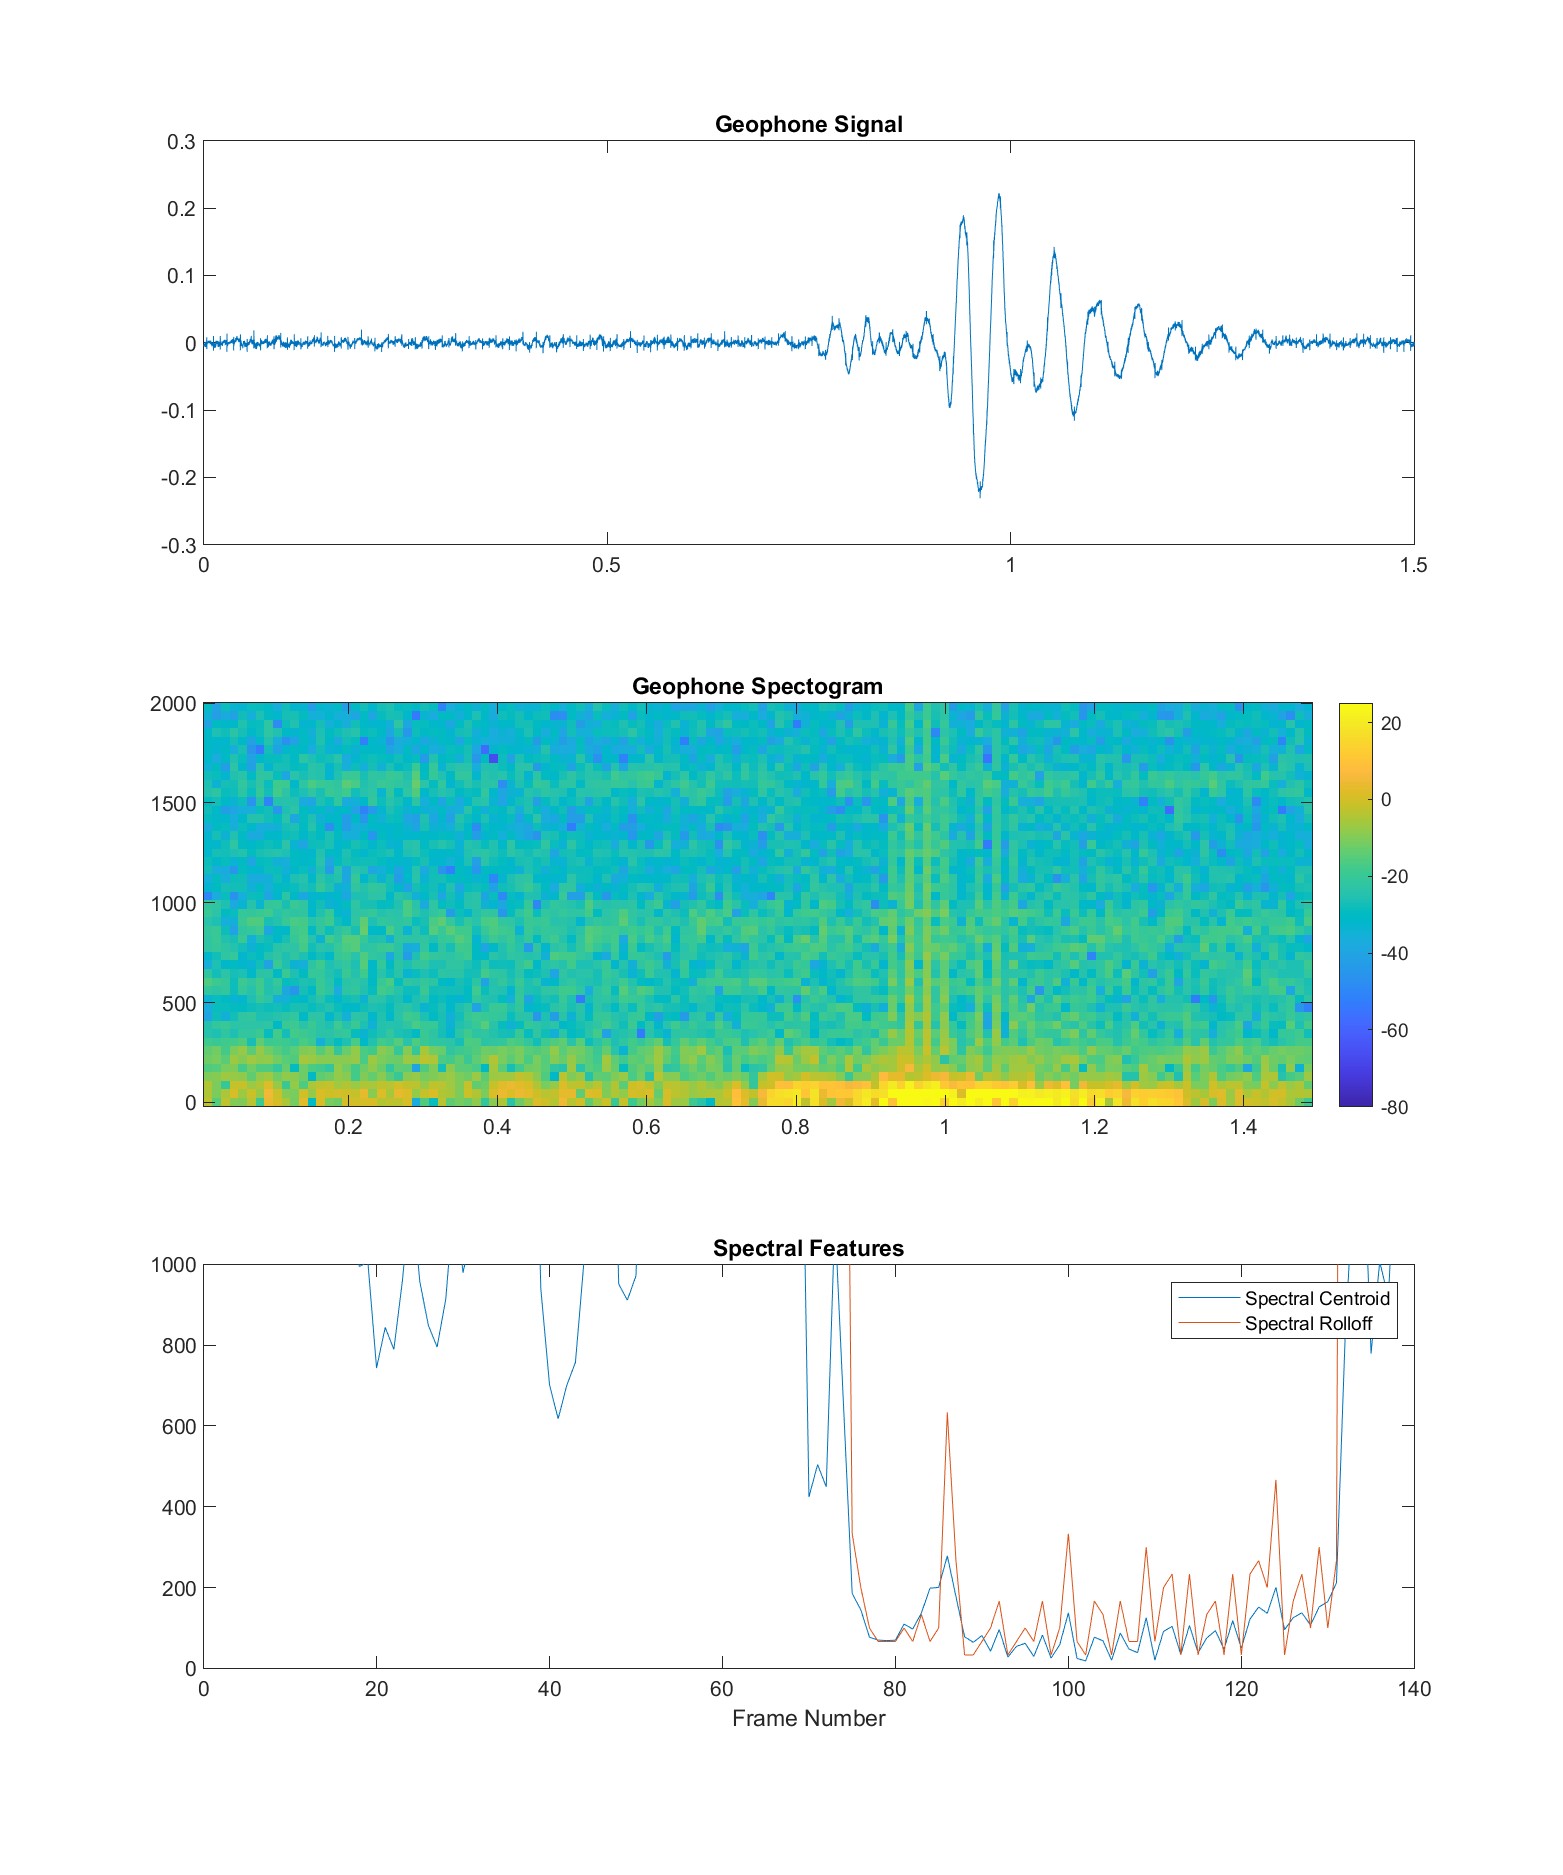 Geophone Signal
0.3
0.2
0.1
0
-0.1
-0.2
-0.3
0 0.5 1 1.5
Geophone Spectogram
2000
1500
1000
500
0
0.2 0.4 0.6 0.8 1 1.2 1.4
20
0
-20
-40
-60
-80
Spectral Features
1000
800
600
400
200
0
Spectral Centroid
Spectral Rolloff
0 20 40 60 80 100 120 140
Frame Number